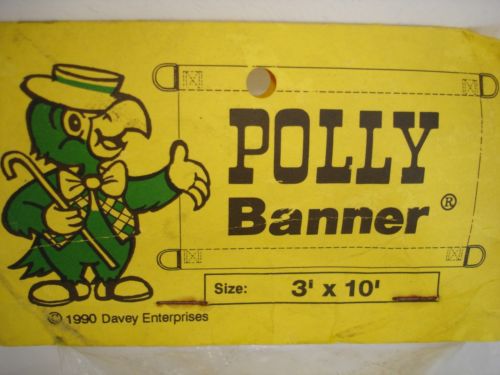 POLLY
Banner ®
Size: 3' x 10'
© 1990 Davey Enterprises